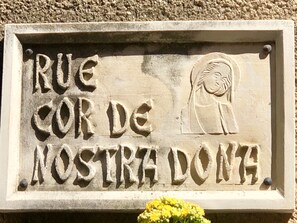 RUE
COR DE
NOSTRA DONA